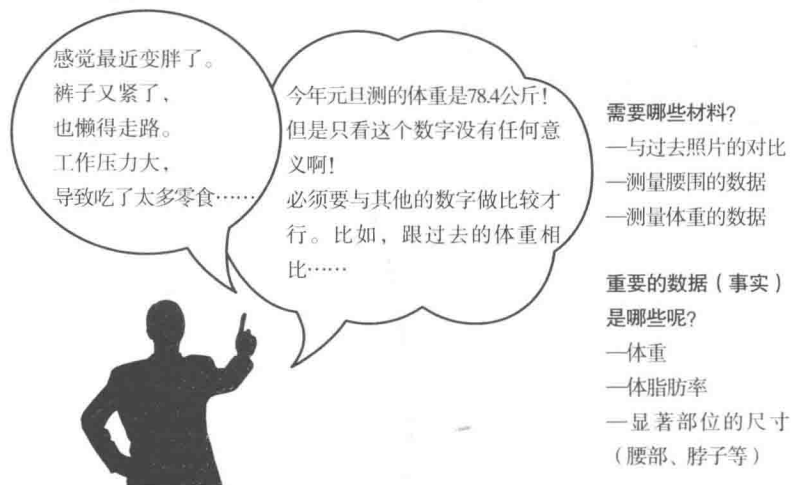 感觉最近变胖了。
裤子又紧了，
也懒得走路。
工作压力大，
导致吃了太多零食……
今年元旦测的体重是78.4公斤！
但是只看这个数字没有任何意
义啊！
必须要与其他的数字做比较才
行。比如，跟过去的体重相
比……
需要哪些材料？
—与过去照片的对比
—测量腰围的数据
—测量体重的数据
重要的数据（事实）
是哪些呢？
—体重
—体脂肪率
—显著部位的尺寸
（腰部、脖子等）